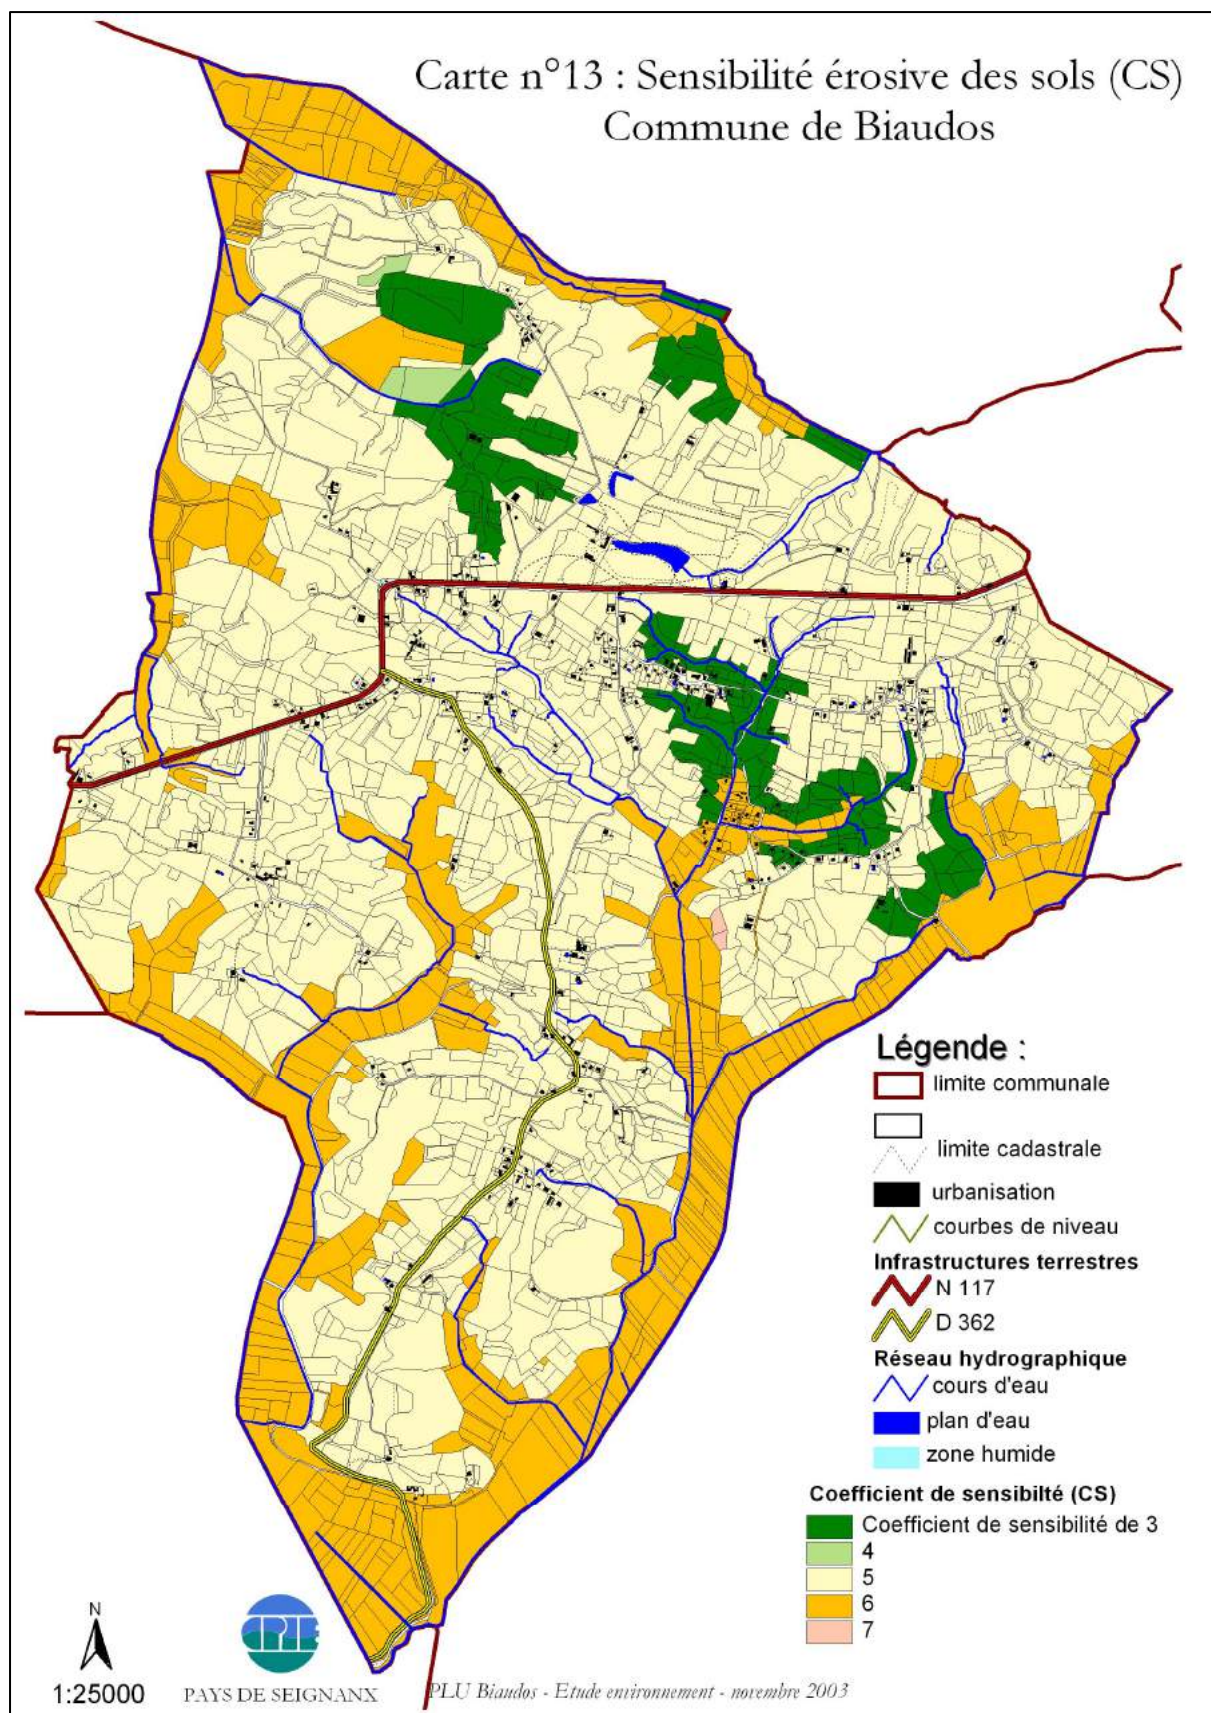 Carte n°13 : Sensibilité érosive des sols (CS)
Commune de Biaudos
Légende :
limite communale
limite cadastrale
urbanisation
courbes de niveau
Infrastructures terrestres
N 117
D 362
Réseau hydrographique
cours d'eau
plan d'eau
zone humide
Coefficient de sensibilté (CS)
Coefficient de sensibilité de 3
4
5
6
7
N
1:25000
CPIE
PAYS DE SEIGNANX
PLU Biaudos - Etude environnement - novembre 2003